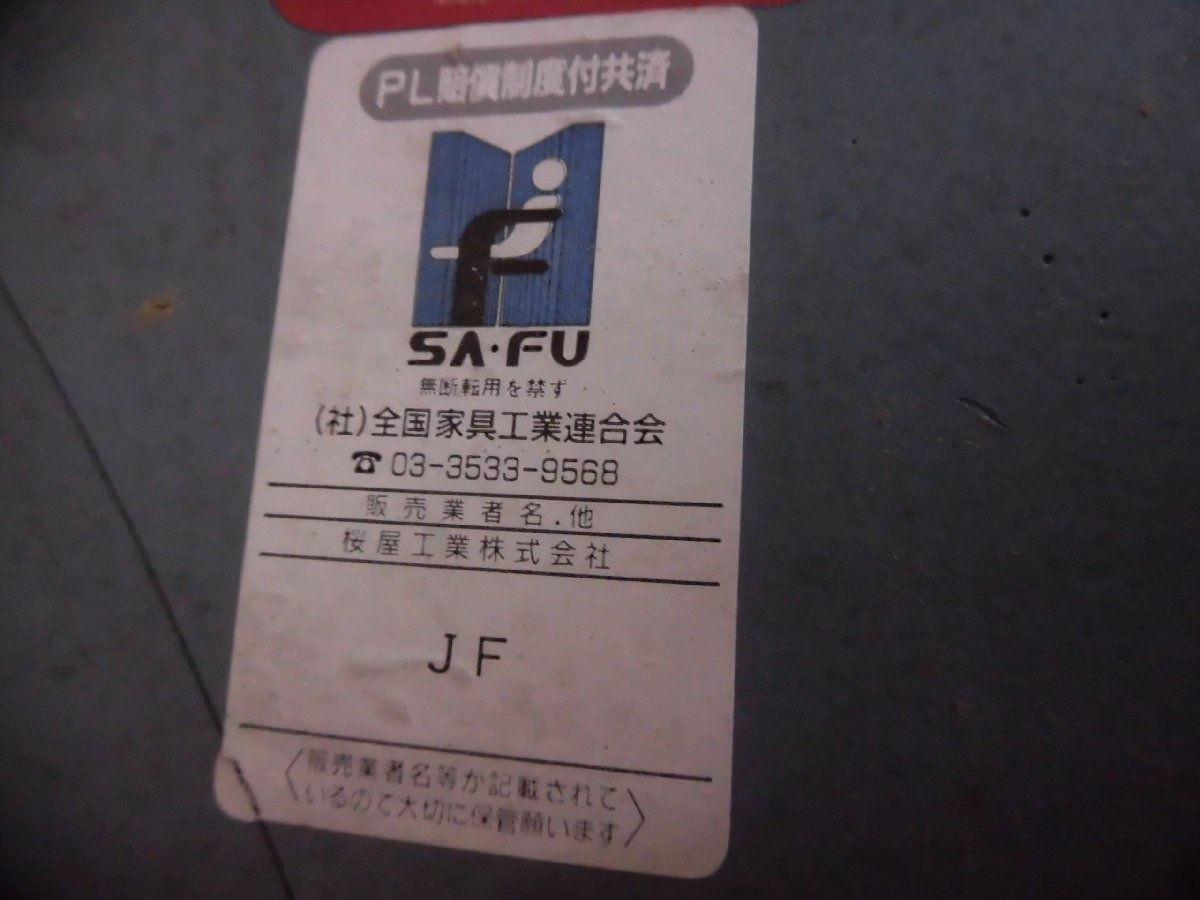 PL賠償制度付共済
SA・FU
無断転用を禁ず
(社)全国家具工業連合会
☎ 03-3533-9568
販売業者名.他
桜屋工業株式会社
JF
〈販売業者名等が記載されて
いるので大切に保管願います〉